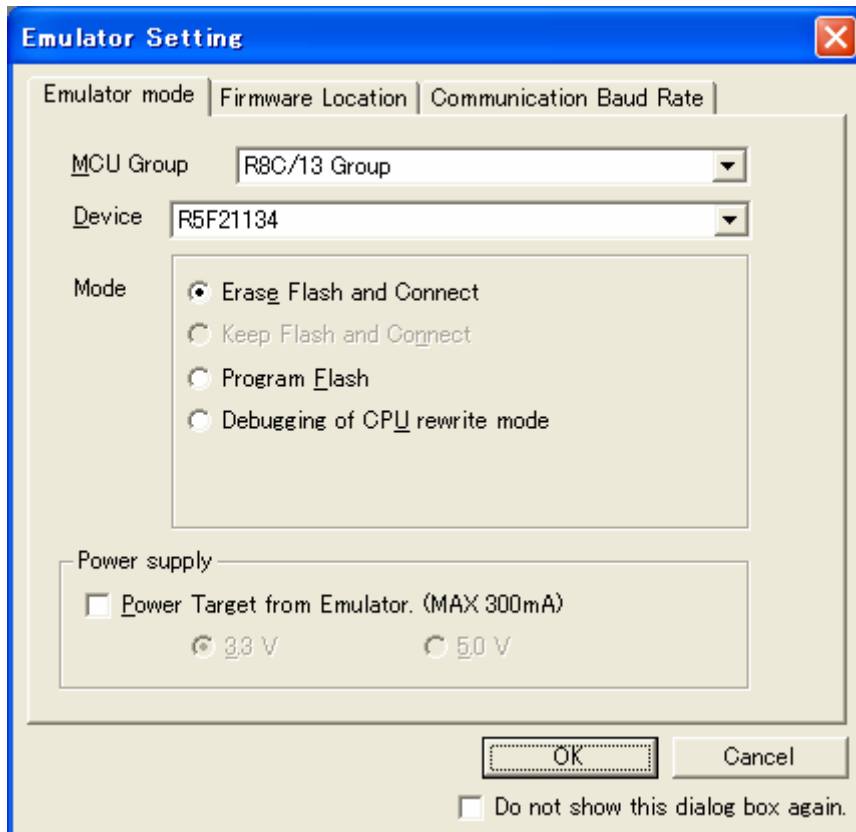 Emulator Setting
Emulator mode Firmware Location Communication Baud Rate
MCU Group R8C/13 Group
Device R5F21134
Mode
Erase Flash and Connect
Keep Flash and Connect
Program Flash
Debugging of CPU rewrite mode
Power supply
Power Target from Emulator. (MAX 300mA)
3.3 V 5.0 V
OK Cancel
Do not show this dialog box again.